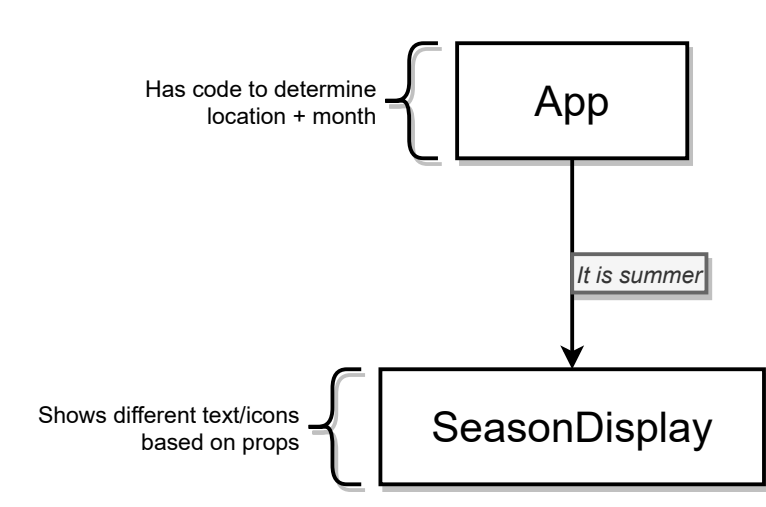 Has code to determine
location + month
App
It is summer
Shows different text/icons
based on props
SeasonDisplay